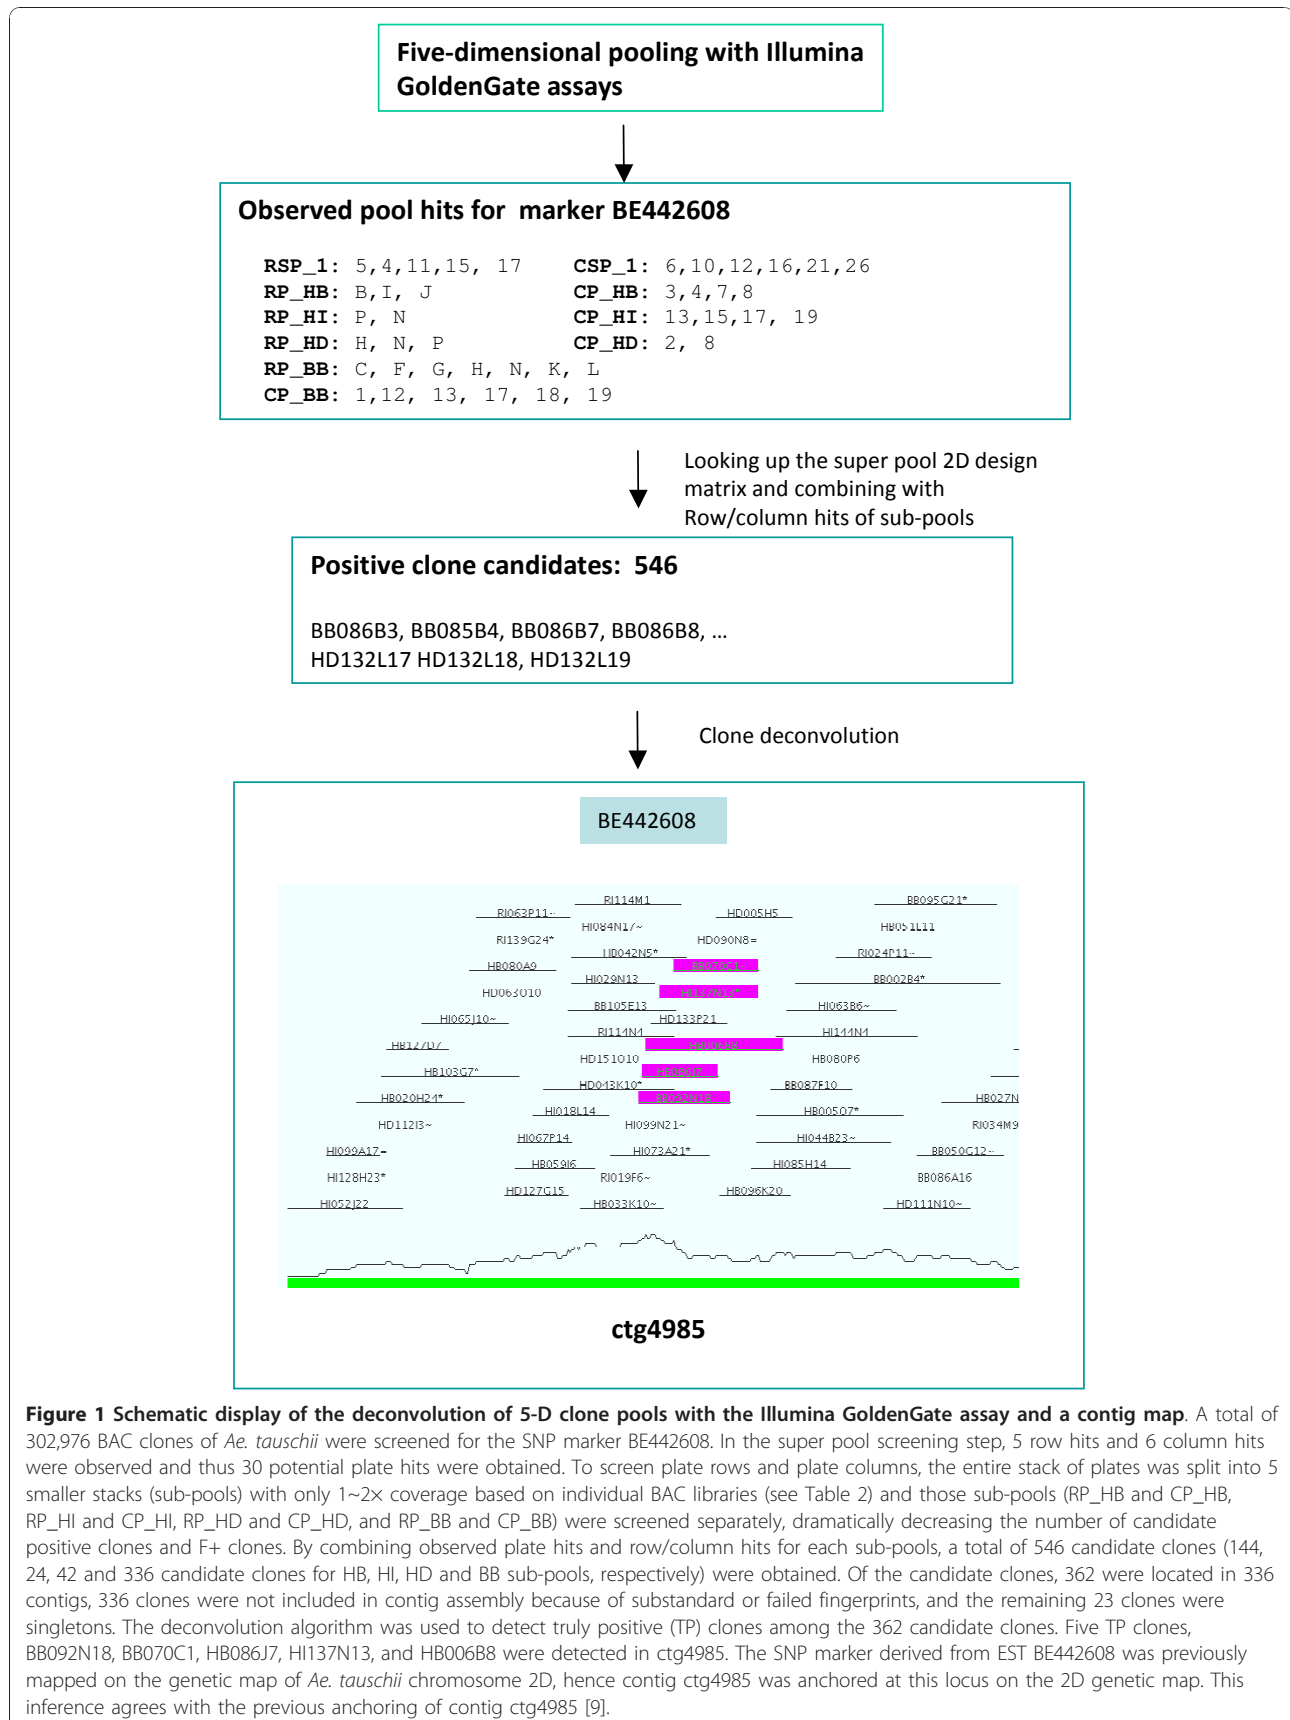 Five-dimensional pooling with Illumina
GoldenGate assays
Observed pool hits for marker BE442608
RSP_1: 5,4,11,15, 17 CSP_1: 6,10,12,16,21,26
RP_HB: B,I, J CP_HB: 3,4,7,8
RP_HI: P, N CP_HI: 13,15,17, 19
RP_HD: H, N, P CP_HD: 2, 8
RP_BB: C, F, G, H, N, K, L
CP_BB: 1,12, 13, 17, 18, 19
Looking up the super pool 2D design
matrix and combining with
Row/column hits of sub-pools
Positive clone candidates: 546
BB086B3, BB085B4, BB086B7, BB086B8, ...
HD132L17 HD132L18, HD132L19
Clone deconvolution
BE442608
RI114M1 BB095G21*
RI063P11~ HD005H5
HI084N17~ HB051L11
RI139G24* HD090N8=
HD042N5* RI024P11~
HB080A9 BB070C1~
HI029N13 BB002B4*
HD063O10 HI137N13*
BB105E13 HI063B6~
HI065J10~ HD133P21
RI114N4 HI144N4
HB127D7 HB006B8
HD151O10 HB080P6
HB103G7* HB086J7
HD043K10* BB087F10
HB020H24* BB092N18 HB027N
HI018L14 HB005O7*
HD112I3~ HI099N21~ RI034M9
HI067P14 HI044B23~
HI099A17= HI073A21* BB050G12~
HB059I6 HI085H14
HI128H23* RI019F6~ BB086A16
HD127G15 HB096K20
HI052J22 HB033K10~ HD111N10~
ctg4985
Figure 1 Schematic display of the deconvolution of 5-D clone pools with the Illumina GoldenGate assay and a contig map. A total of
302,976 BAC clones of Ae. tauschii were screened for the SNP marker BE442608. In the super pool screening step, 5 row hits and 6 column hits
were observed and thus 30 potential plate hits were obtained. To screen plate rows and plate columns, the entire stack of plates was split into 5
smaller stacks (sub-pools) with only 1~2× coverage based on individual BAC libraries (see Table 2) and those sub-pools (RP_HB and CP_HB,
RP_HI and CP_HI, RP_HD and CP_HD, and RP_BB and CP_BB) were screened separately, dramatically decreasing the number of candidate
positive clones and F+ clones. By combining observed plate hits and row/column hits for each sub-pools, a total of 546 candidate clones (144,
24, 42 and 336 candidate clones for HB, HI, HD and BB sub-pools, respectively) were obtained. Of the candidate clones, 362 were located in 336
contigs, 336 clones were not included in contig assembly because of substandard or failed fingerprints, and the remaining 23 clones were
singletons. The deconvolution algorithm was used to detect truly positive (TP) clones among the 362 candidate clones. Five TP clones,
BB092N18, BB070C1, HB086J7, HI137N13, and HB006B8 were detected in ctg4985. The SNP marker derived from EST BE442608 was previously
mapped on the genetic map of Ae. tauschii chromosome 2D, hence contig ctg4985 was anchored at this locus on the 2D genetic map. This
inference agrees with the previous anchoring of contig ctg4985 [9].